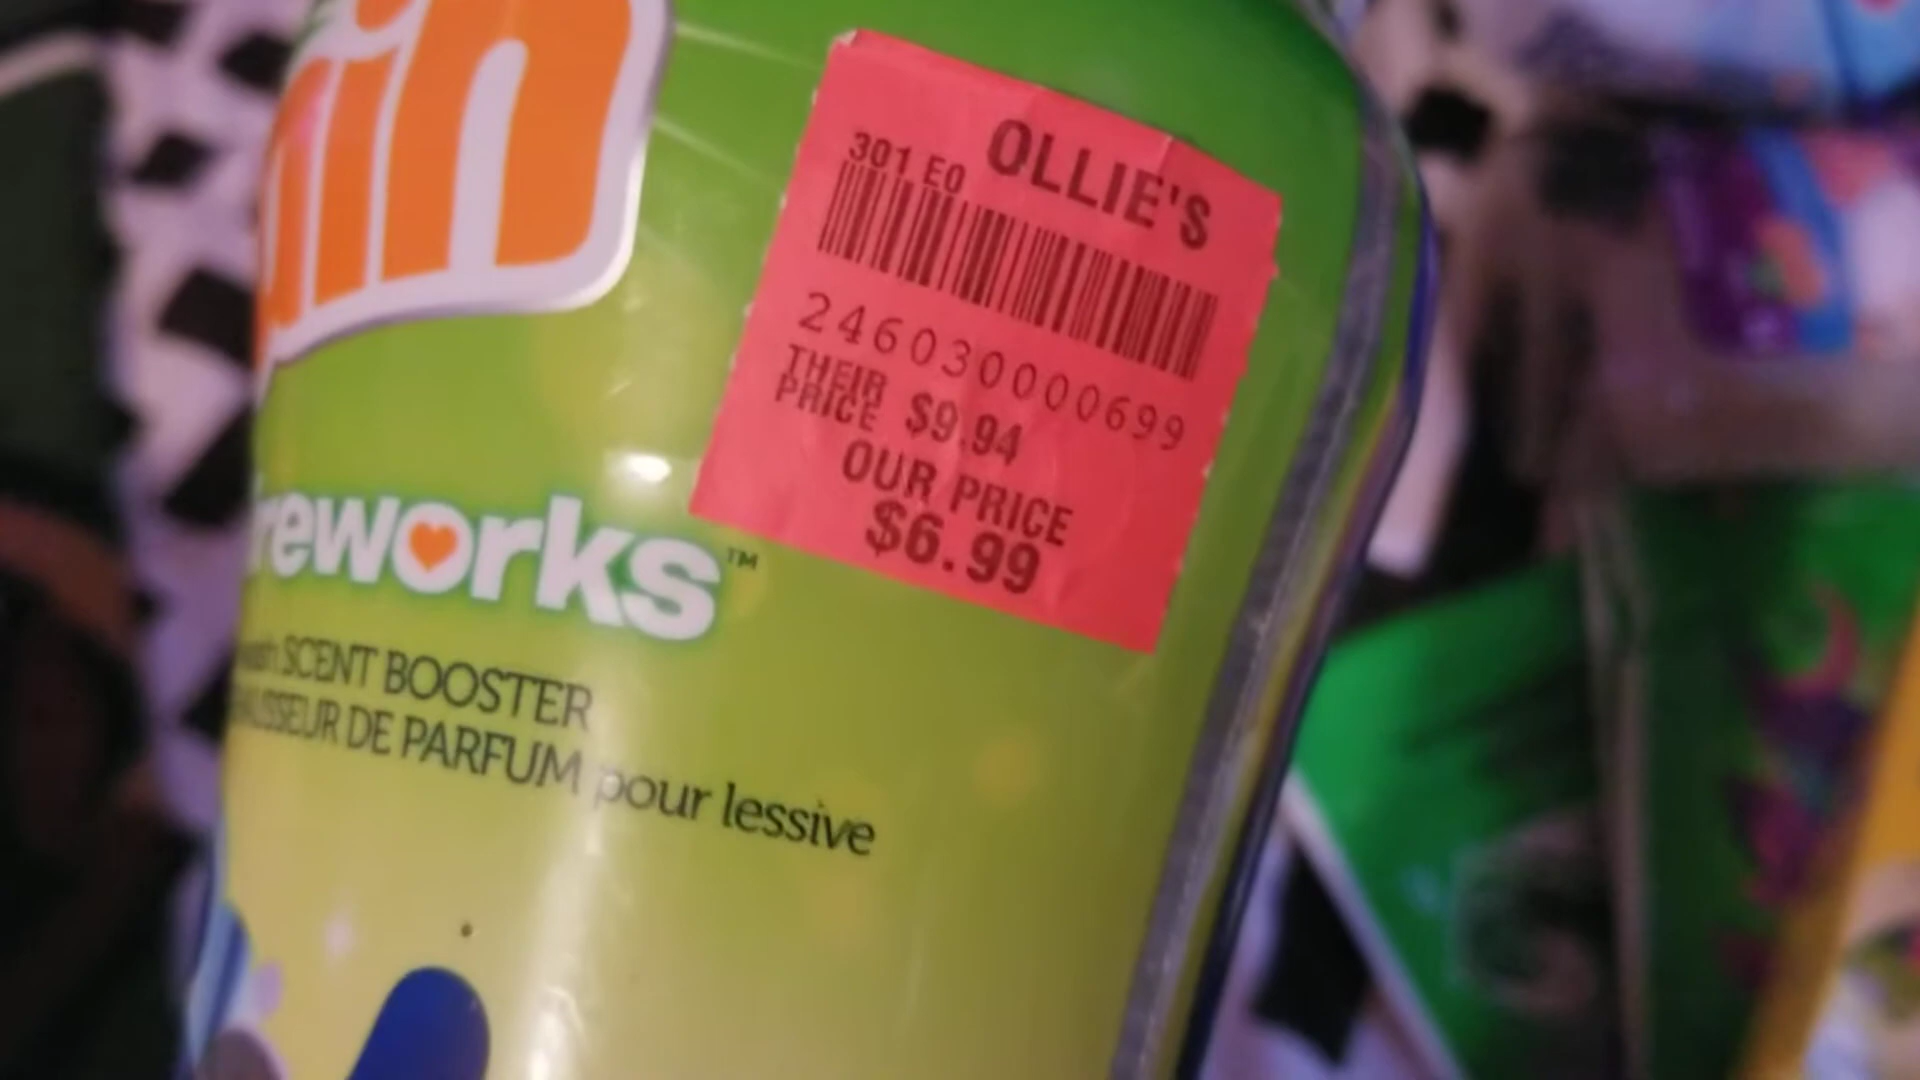 OLLIE'S
301 E0
246030000699
THEIR PRICE $9.94
OUR PRICE
$6.99
reworks™
SCENT BOOSTER
DE PARFUM pour lessive